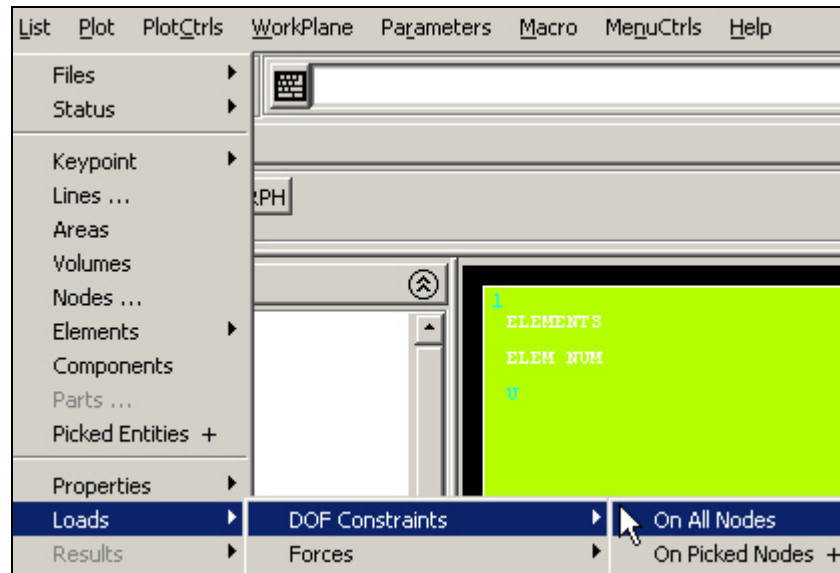 List Plot PlotCtrls WorkPlane Parameters Macro MenuCtrls Help
Files
Status
Keypoint
Lines ...
Areas
Volumes
Nodes ...
Elements
Components
Parts ...
Picked Entities +
Properties
Loads
Results
RPH
1
ELEMENTS
ELEM NUM
U
DOF Constraints
Forces
On All Nodes
On Picked Nodes +